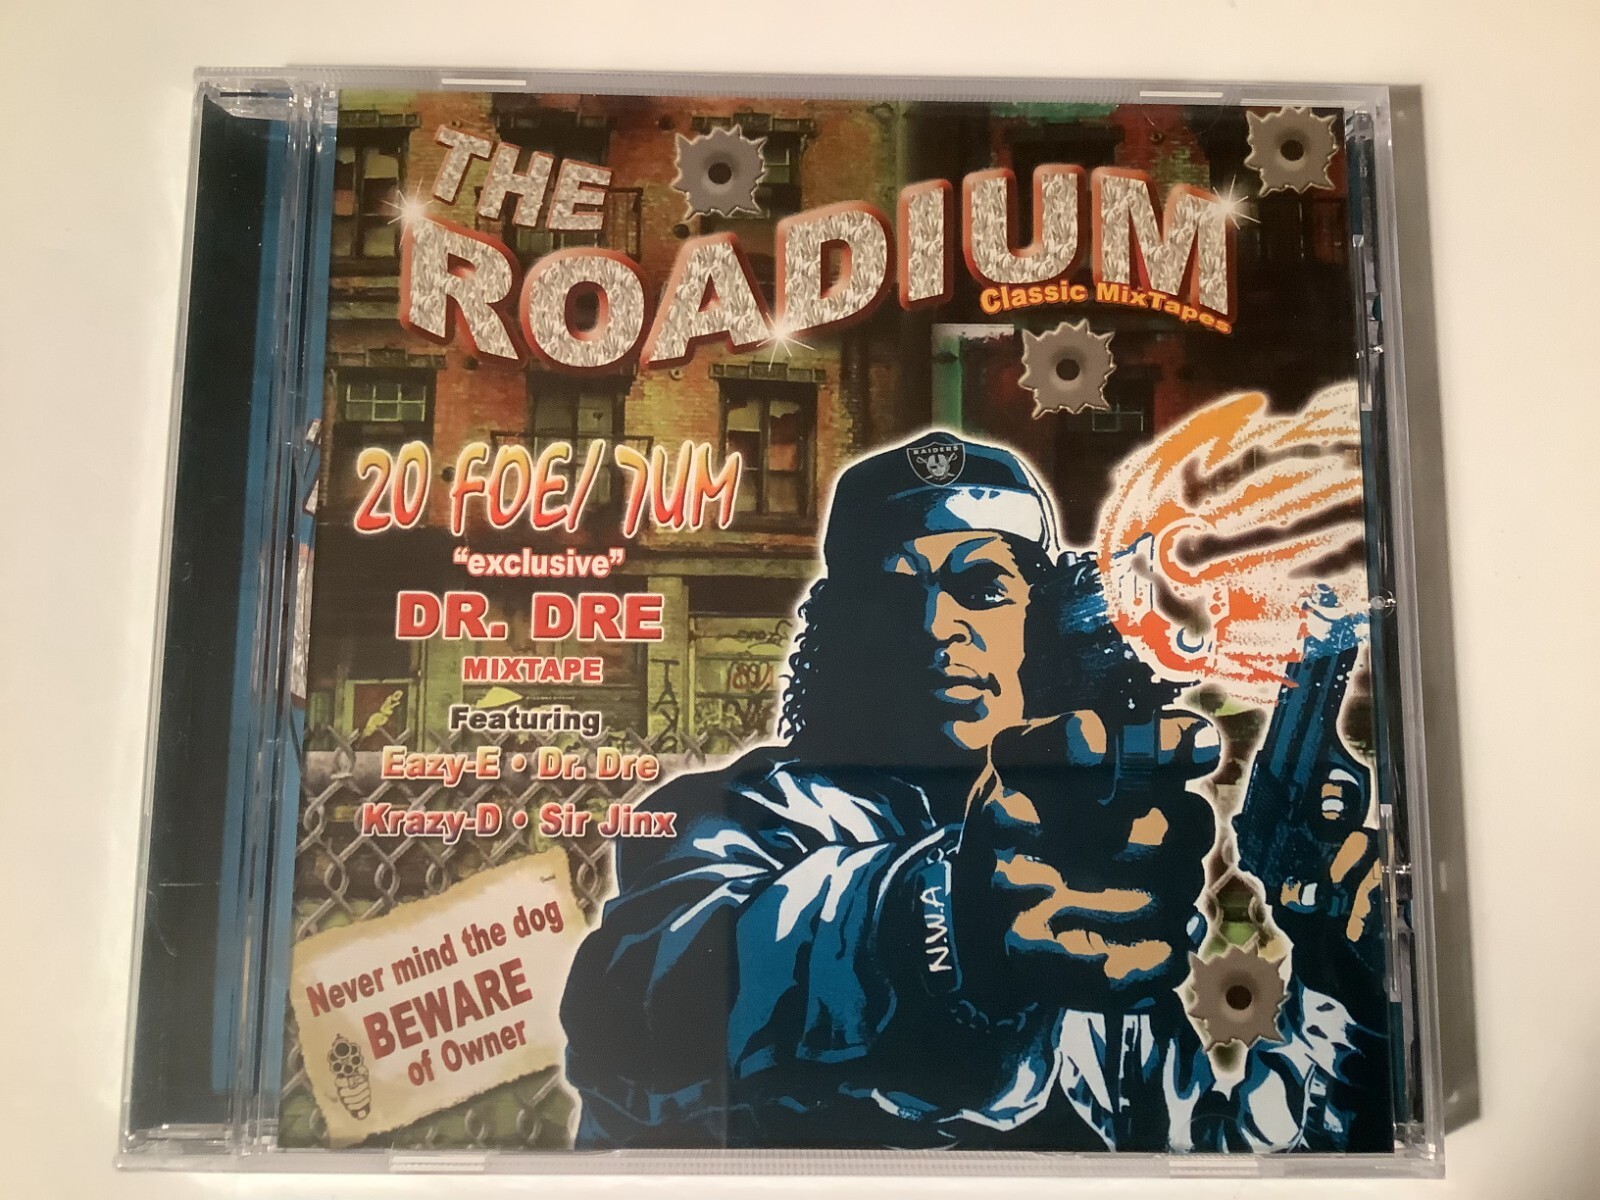 THE
ROADIUM
Classic MixTapes
RAIDERS
20 FOE/ 7UM
“exclusive”
DR. DRE
MIXTAPE
Featuring
Eazy-E • Dr. Dre
Krazy-D • Sir Jinx
N.W.A
Never mind the dog
BEWARE
of Owner